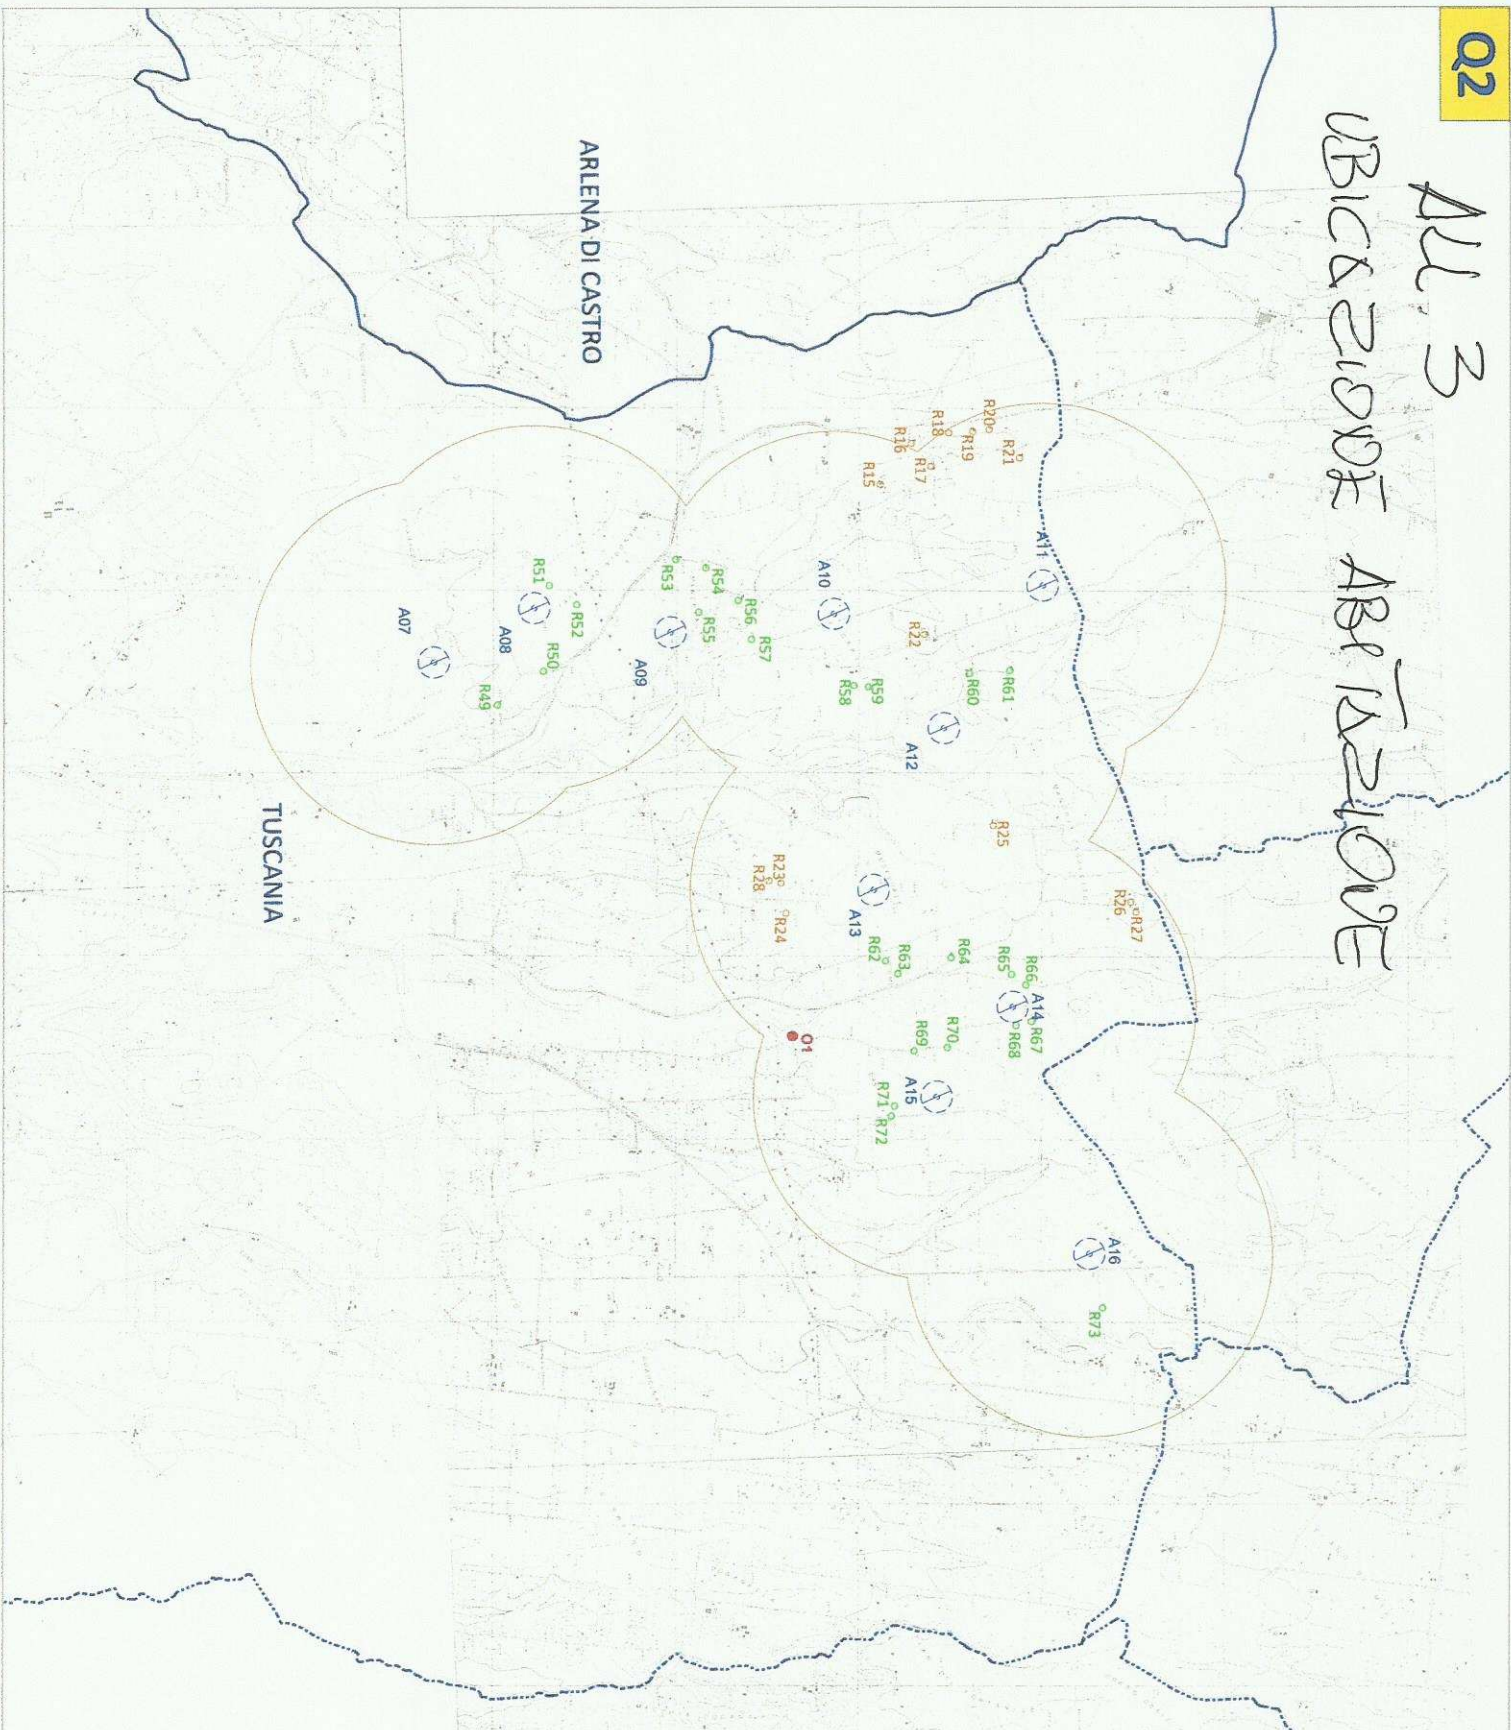 Q2
All. 3
UBICAZIONE ABITAZIONE
ARLENA DI CASTRO
TUSCANIA
R20
R21
R19
R18
R17
R16
R15
A11
R61
R60
R22
A12
A10
R59
R58
R57
R56
R54
R55
R53
A09
R52
R51
R50
A08
R49
A07
R27
R26
R25
R23
R28
R24
A13
R62
R63
R64
R65
R66
A14
R67
R68
R70
R69
A15
R71
R72
O1
A16
R73